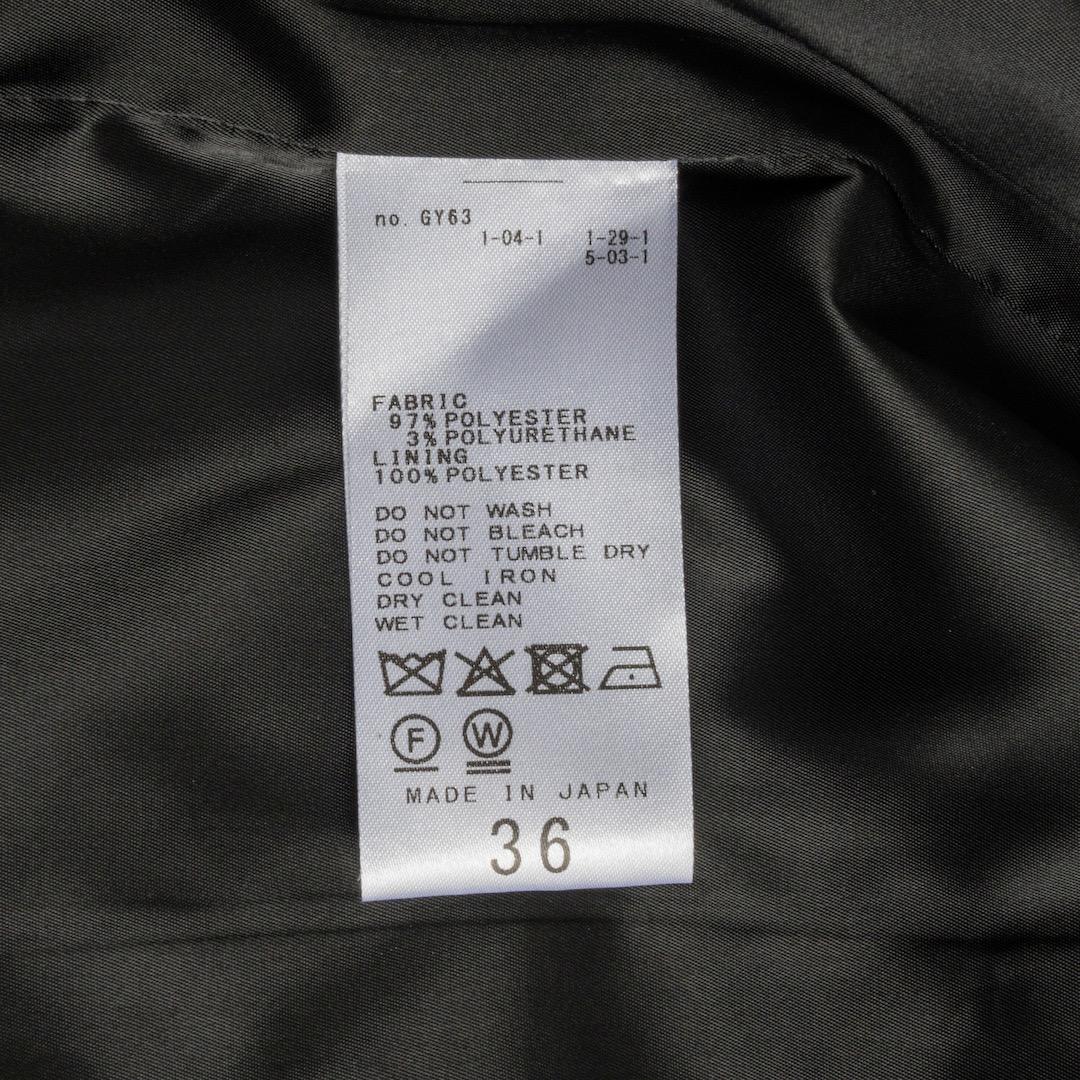 no. GY63
1-04-1 1-29-1
5-03-1
FABRIC
97% POLYESTER
3% POLYURETHANE
LINING
100% POLYESTER
DO NOT WASH
DO NOT BLEACH
DO NOT TUMBLE DRY
COOL IRON
DRY CLEAN
WET CLEAN
F W
MADE IN JAPAN
36